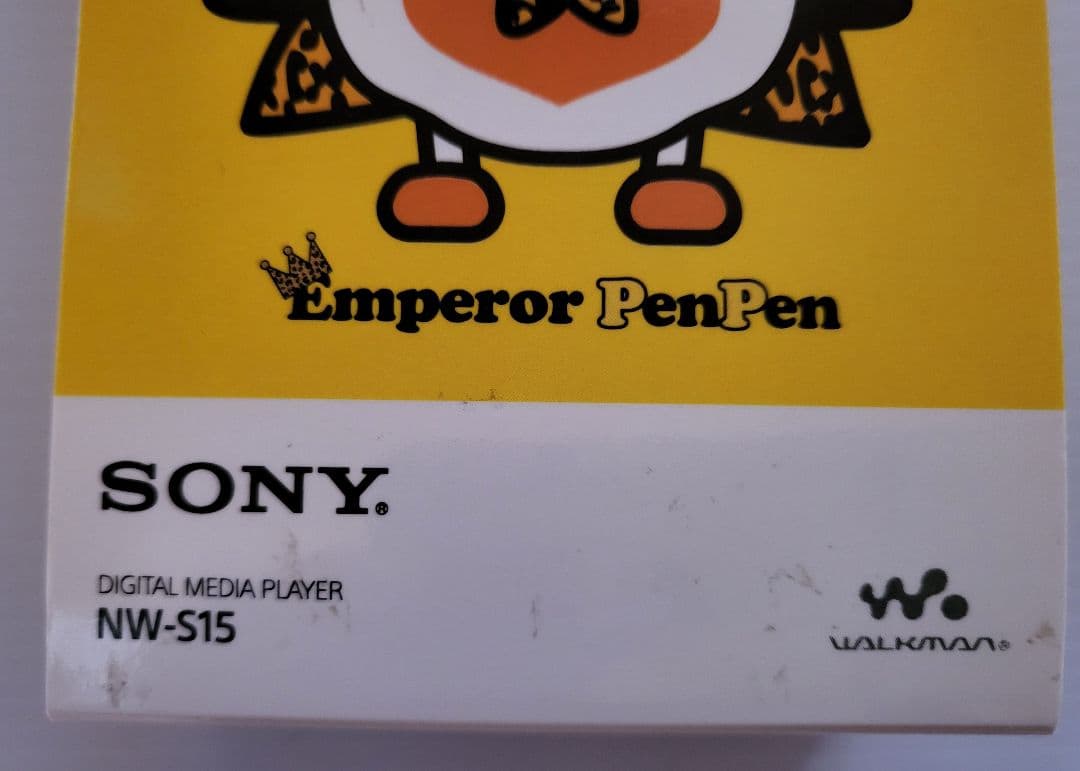 Emperor PenPen
SONY®
DIGITAL MEDIA PLAYER
NW-S15
WALKMAN®